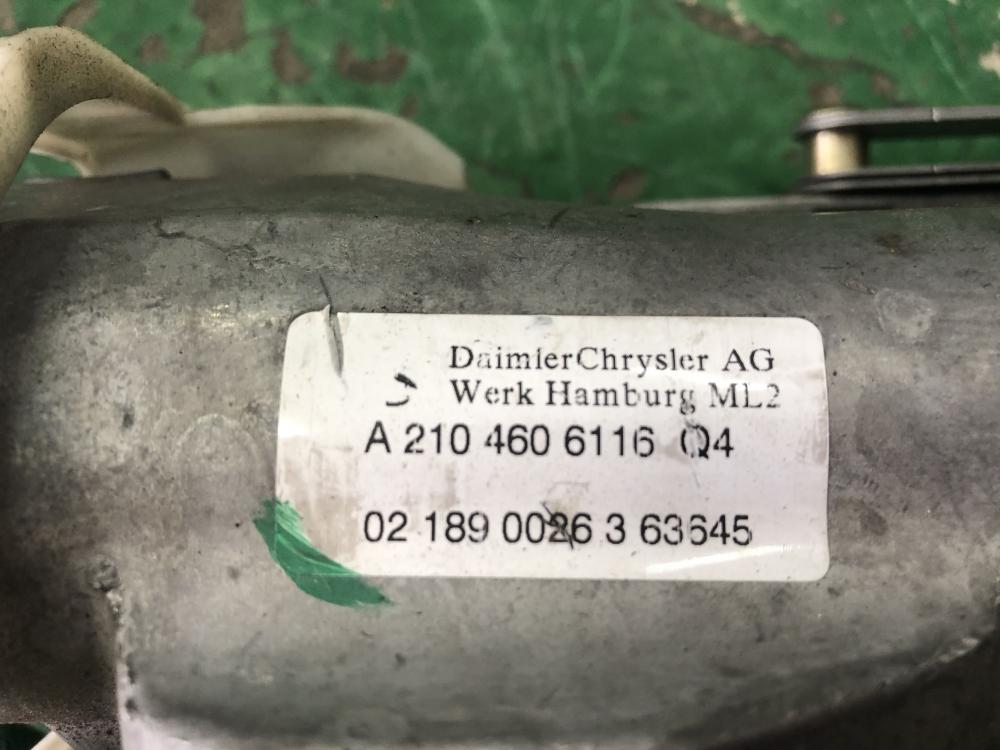 DaimlerChrysler AG
Werk Hamburg ML2
A 210 460 6116 Q4
02 189 0026 3 63645